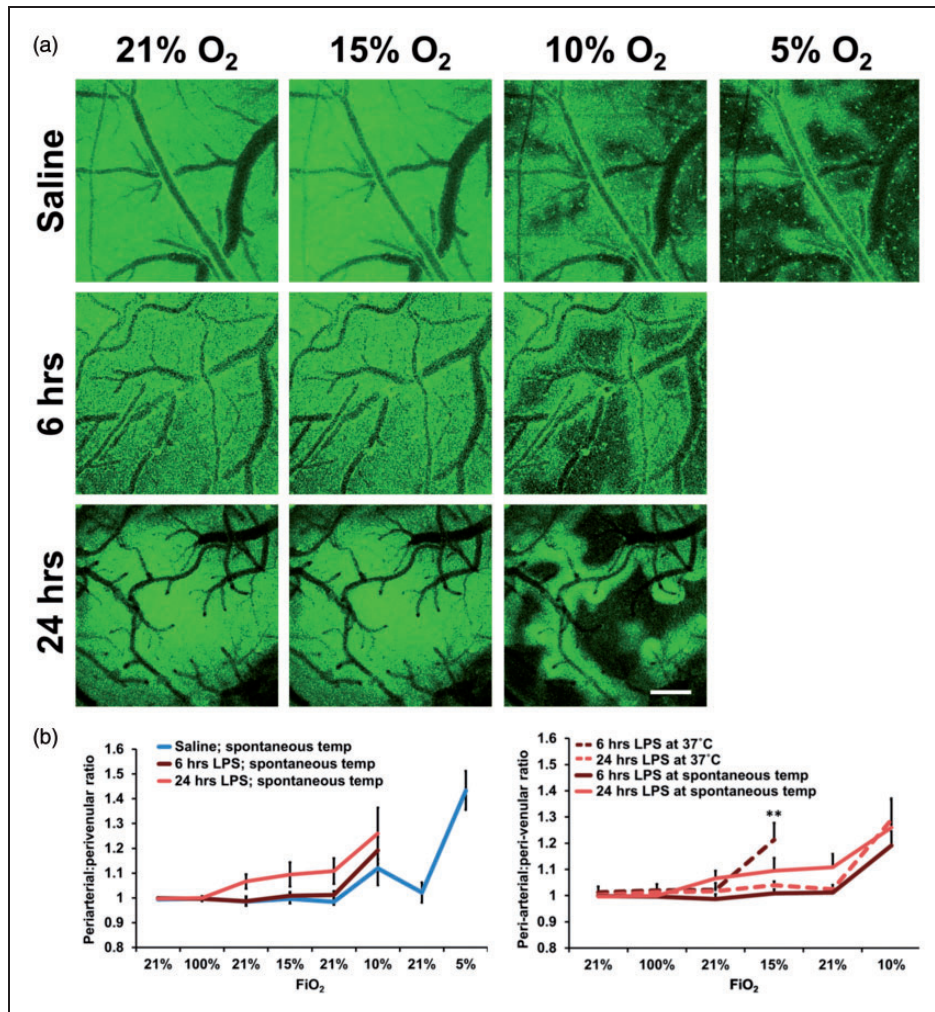 (a)
21% O₂ 15% O₂ 10% O₂ 5% O₂
Saline
6 hrs
24 hrs
(b)
Periarterial:perivenular ratio
1.6
1.5
1.4
1.3
1.2
1.1
1
0.9
0.8
Saline; spontaneous temp
6 hrs LPS; spontaneous temp
24 hrs LPS; spontaneous temp
21% 100% 21% 15% 21% 10% 21% 5%
FiO₂
Peri-arterial:peri-venular ratio
1.6
1.5
1.4
1.3
1.2
1.1
1
0.9
0.8
6 hrs LPS at 37˚C
24 hrs LPS at 37˚C
6 hrs LPS at spontaneous temp
24 hrs LPS at spontaneous temp
**
21% 100% 21% 15% 21% 10%
FiO₂